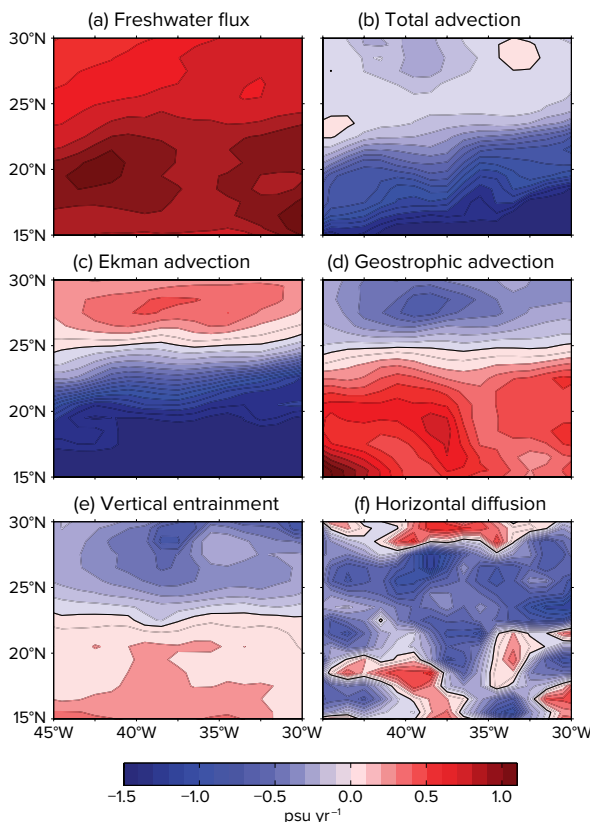 (a) Freshwater flux
(b) Total advection
30°N
25°N
20°N
15°N
(c) Ekman advection
(d) Geostrophic advection
30°N
25°N
20°N
15°N
(e) Vertical entrainment
(f) Horizontal diffusion
30°N
25°N
20°N
15°N
45°W 40°W 35°W 30°W
40°W 35°W 30°W
−1.5 −1.0 −0.5 0.0 0.5 1.0
psu yr⁻¹